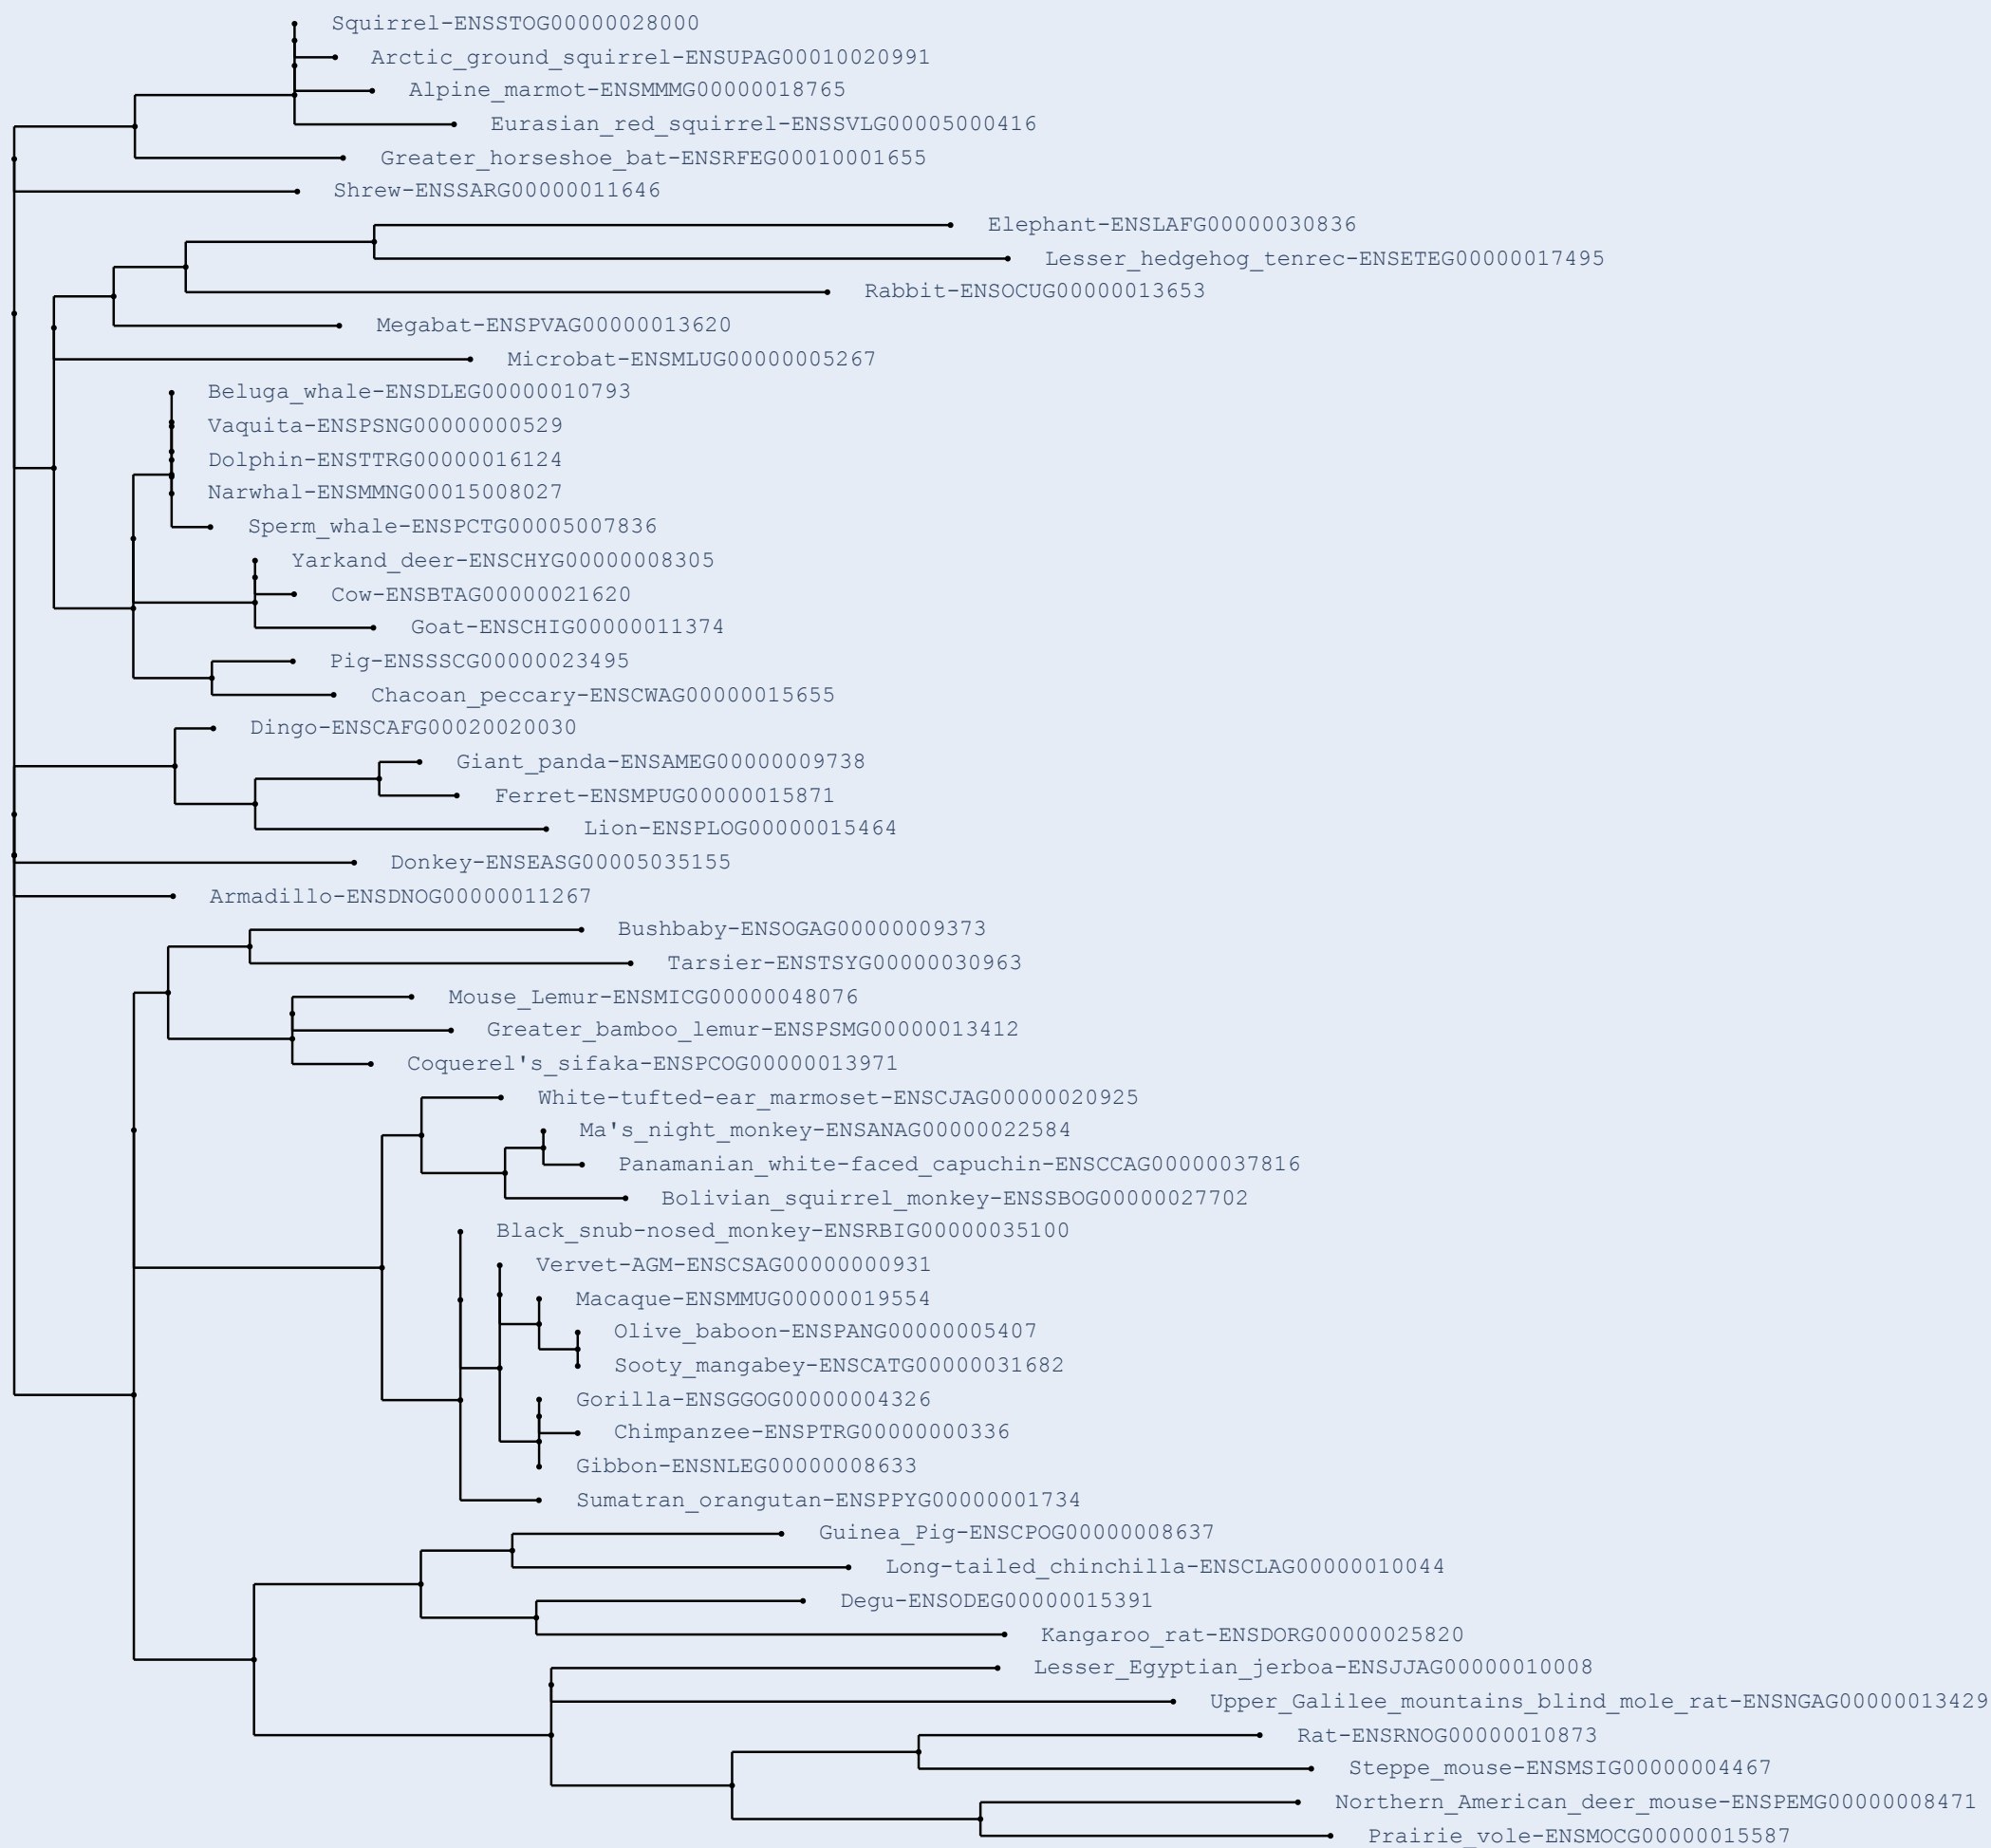 Squirrel-ENSSTOG00000028000
Arctic_ground_squirrel-ENSUPAG00010020991
Alpine_marmot-ENSMMMG00000018765
Eurasian_red_squirrel-ENSSVLG00005000416
Greater_horseshoe_bat-ENSRFEG00010001655
Shrew-ENSSARG00000011646
Elephant-ENSLAFG00000030836
Lesser_hedgehog_tenrec-ENSETEG00000017495
Rabbit-ENSOCUG00000013653
Megabat-ENSPVAG00000013620
Microbat-ENSMLUG00000005267
Beluga_whale-ENSDLEG00000010793
Vaquita-ENSPSNG00000000529
Dolphin-ENSTTRG00000016124
Narwhal-ENSMMNG00015008027
Sperm_whale-ENSPCTG00005007836
Yarkand_deer-ENSCHYG00000008305
Cow-ENSBTAG00000021620
Goat-ENSCHIG00000011374
Pig-ENSSSCG00000023495
Chacoan_peccary-ENSCWAG00000015655
Dingo-ENSCAFG00020020030
Giant_panda-ENSAMEG00000009738
Ferret-ENSMPUG00000015871
Lion-ENSPLOG00000015464
Donkey-ENSEASG00005035155
Armadillo-ENSDNOG00000011267
Bushbaby-ENSOGAG00000009373
Tarsier-ENSTSYG00000030963
Mouse_Lemur-ENSMICG00000048076
Greater_bamboo_lemur-ENSPSMG00000013412
Coquerel's_sifaka-ENSPCOG00000013971
White-tufted-ear_marmoset-ENSCJAG00000020925
Ma's_night_monkey-ENSANAG00000022584
Panamanian_white-faced_capuchin-ENSCCAG00000037816
Bolivian_squirrel_monkey-ENSSBOG00000027702
Black_snub-nosed_monkey-ENSRBIG00000035100
Vervet-AGM-ENSCSAG00000000931
Macaque-ENSMMUG00000019554
Olive_baboon-ENSPANG00000005407
Sooty_mangabey-ENSCATG00000031682
Gorilla-ENSGGOG00000004326
Chimpanzee-ENSPTRG00000000336
Gibbon-ENSNLEG00000008633
Sumatran_orangutan-ENSPPYG00000001734
Guinea_Pig-ENSCPOG00000008637
Long-tailed_chinchilla-ENSCLAG00000010044
Degu-ENSODEG00000015391
Kangaroo_rat-ENSDORG00000025820
Lesser_Egyptian_jerboa-ENSJJAG00000010008
Upper_Galilee_mountains_blind_mole_rat-ENSNGAG00000013429
Rat-ENSRNOG00000010873
Steppe_mouse-ENSMSIG00000004467
Northern_American_deer_mouse-ENSPEMG00000008471
Prairie_vole-ENSMOCG00000015587